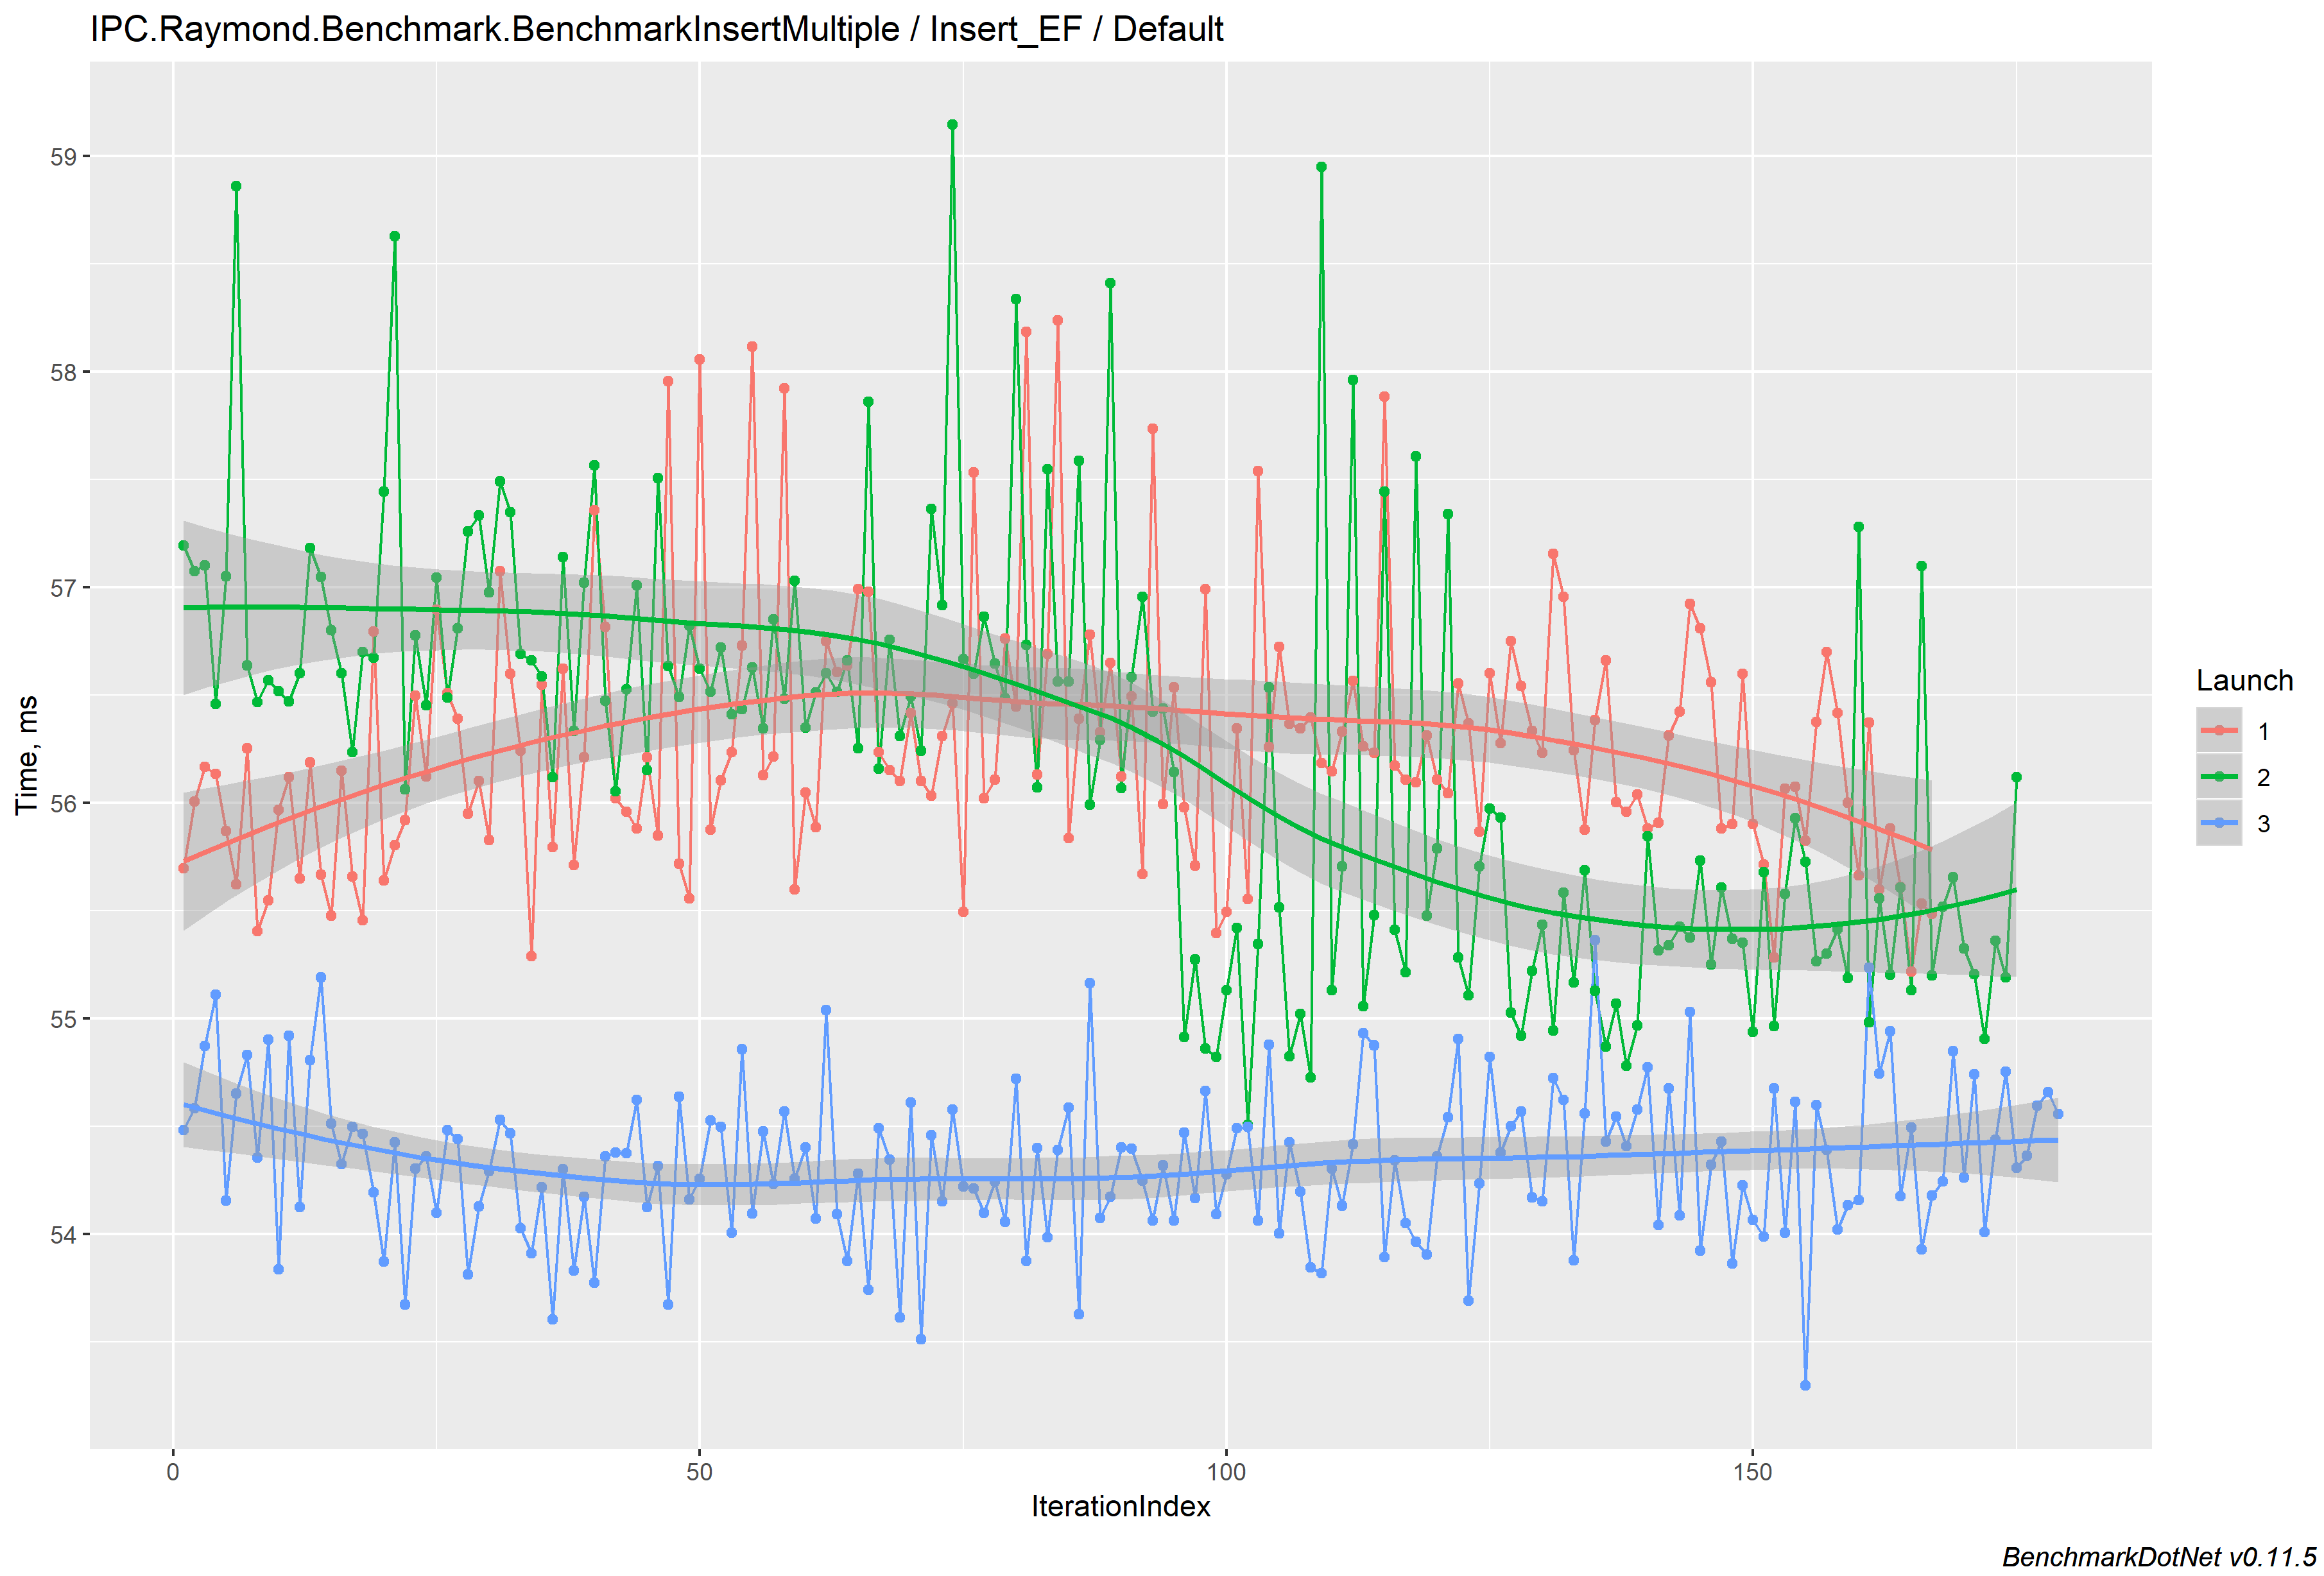 IPC.Raymond.Benchmark.BenchmarkInsertMultiple / Insert_EF / Default
Time, ms
59
58
57
56
55
54
0
50
100
150
IterationIndex
Launch
1
2
3
BenchmarkDotNet v0.11.5